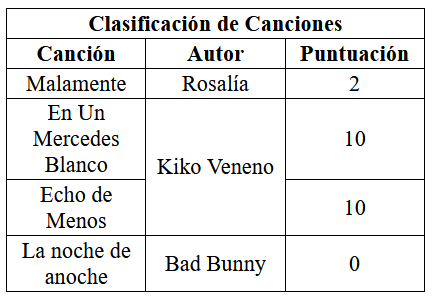 Clasificación de Canciones
Canción Autor Puntuación
Malamente Rosalía 2
En Un
Mercedes
Blanco
10
Kiko Veneno
Echo de
Menos
10
La noche de
anoche
Bad Bunny 0